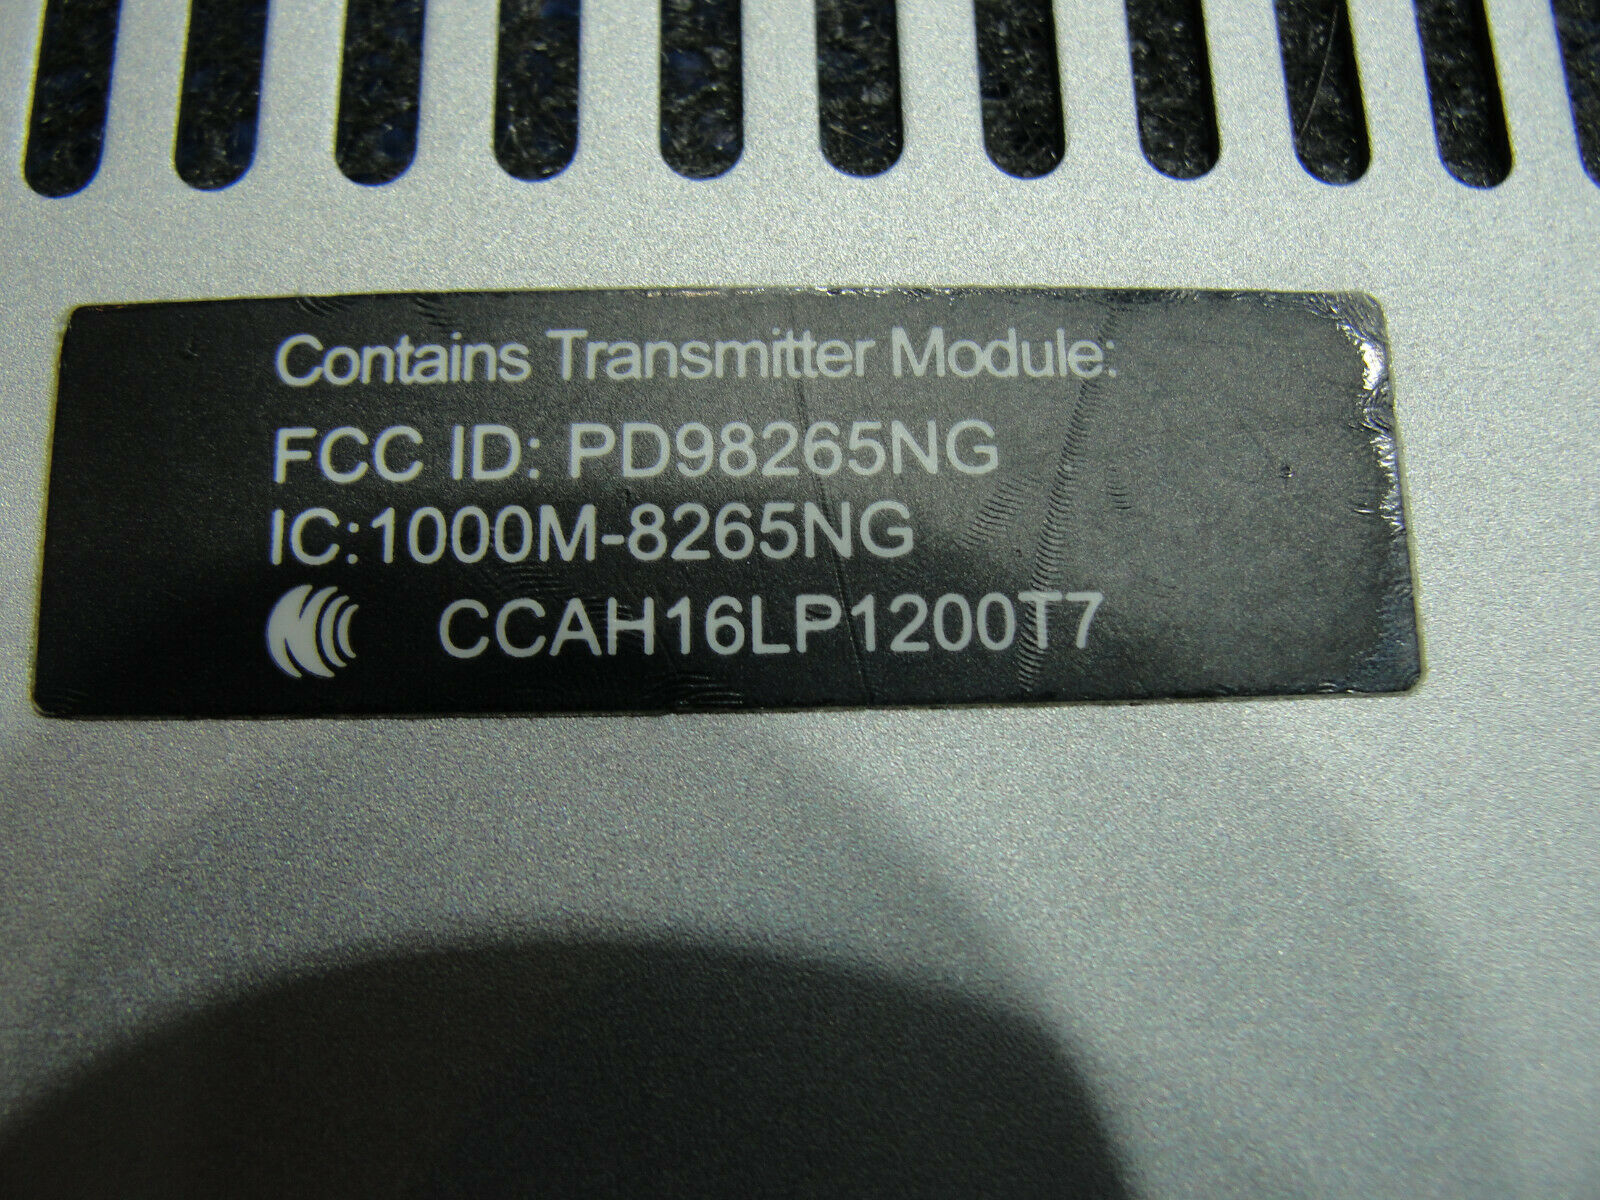 Contains Transmitter Module:
FCC ID: PD98265NG
IC:1000M-8265NG
CCAH16LP1200T7